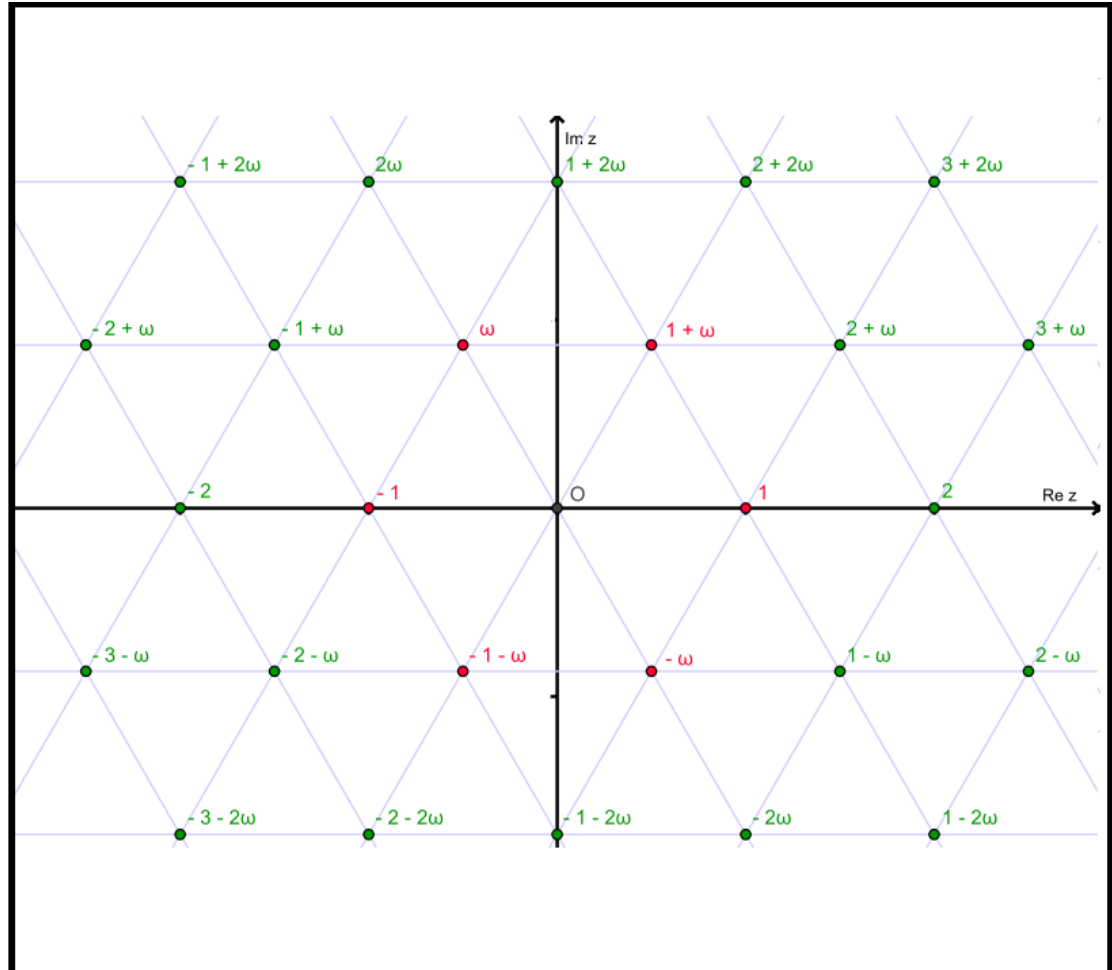 Im z
- 1 + 2ω 2ω 1 + 2ω 2 + 2ω 3 + 2ω
- 2 + ω - 1 + ω ω 1 + ω 2 + ω 3 + ω
- 2 - 1 O 1 2 Re z
- 3 - ω - 2 - ω - 1 - ω - ω 1 - ω 2 - ω
- 3 - 2ω - 2 - 2ω - 1 - 2ω - 2ω 1 - 2ω